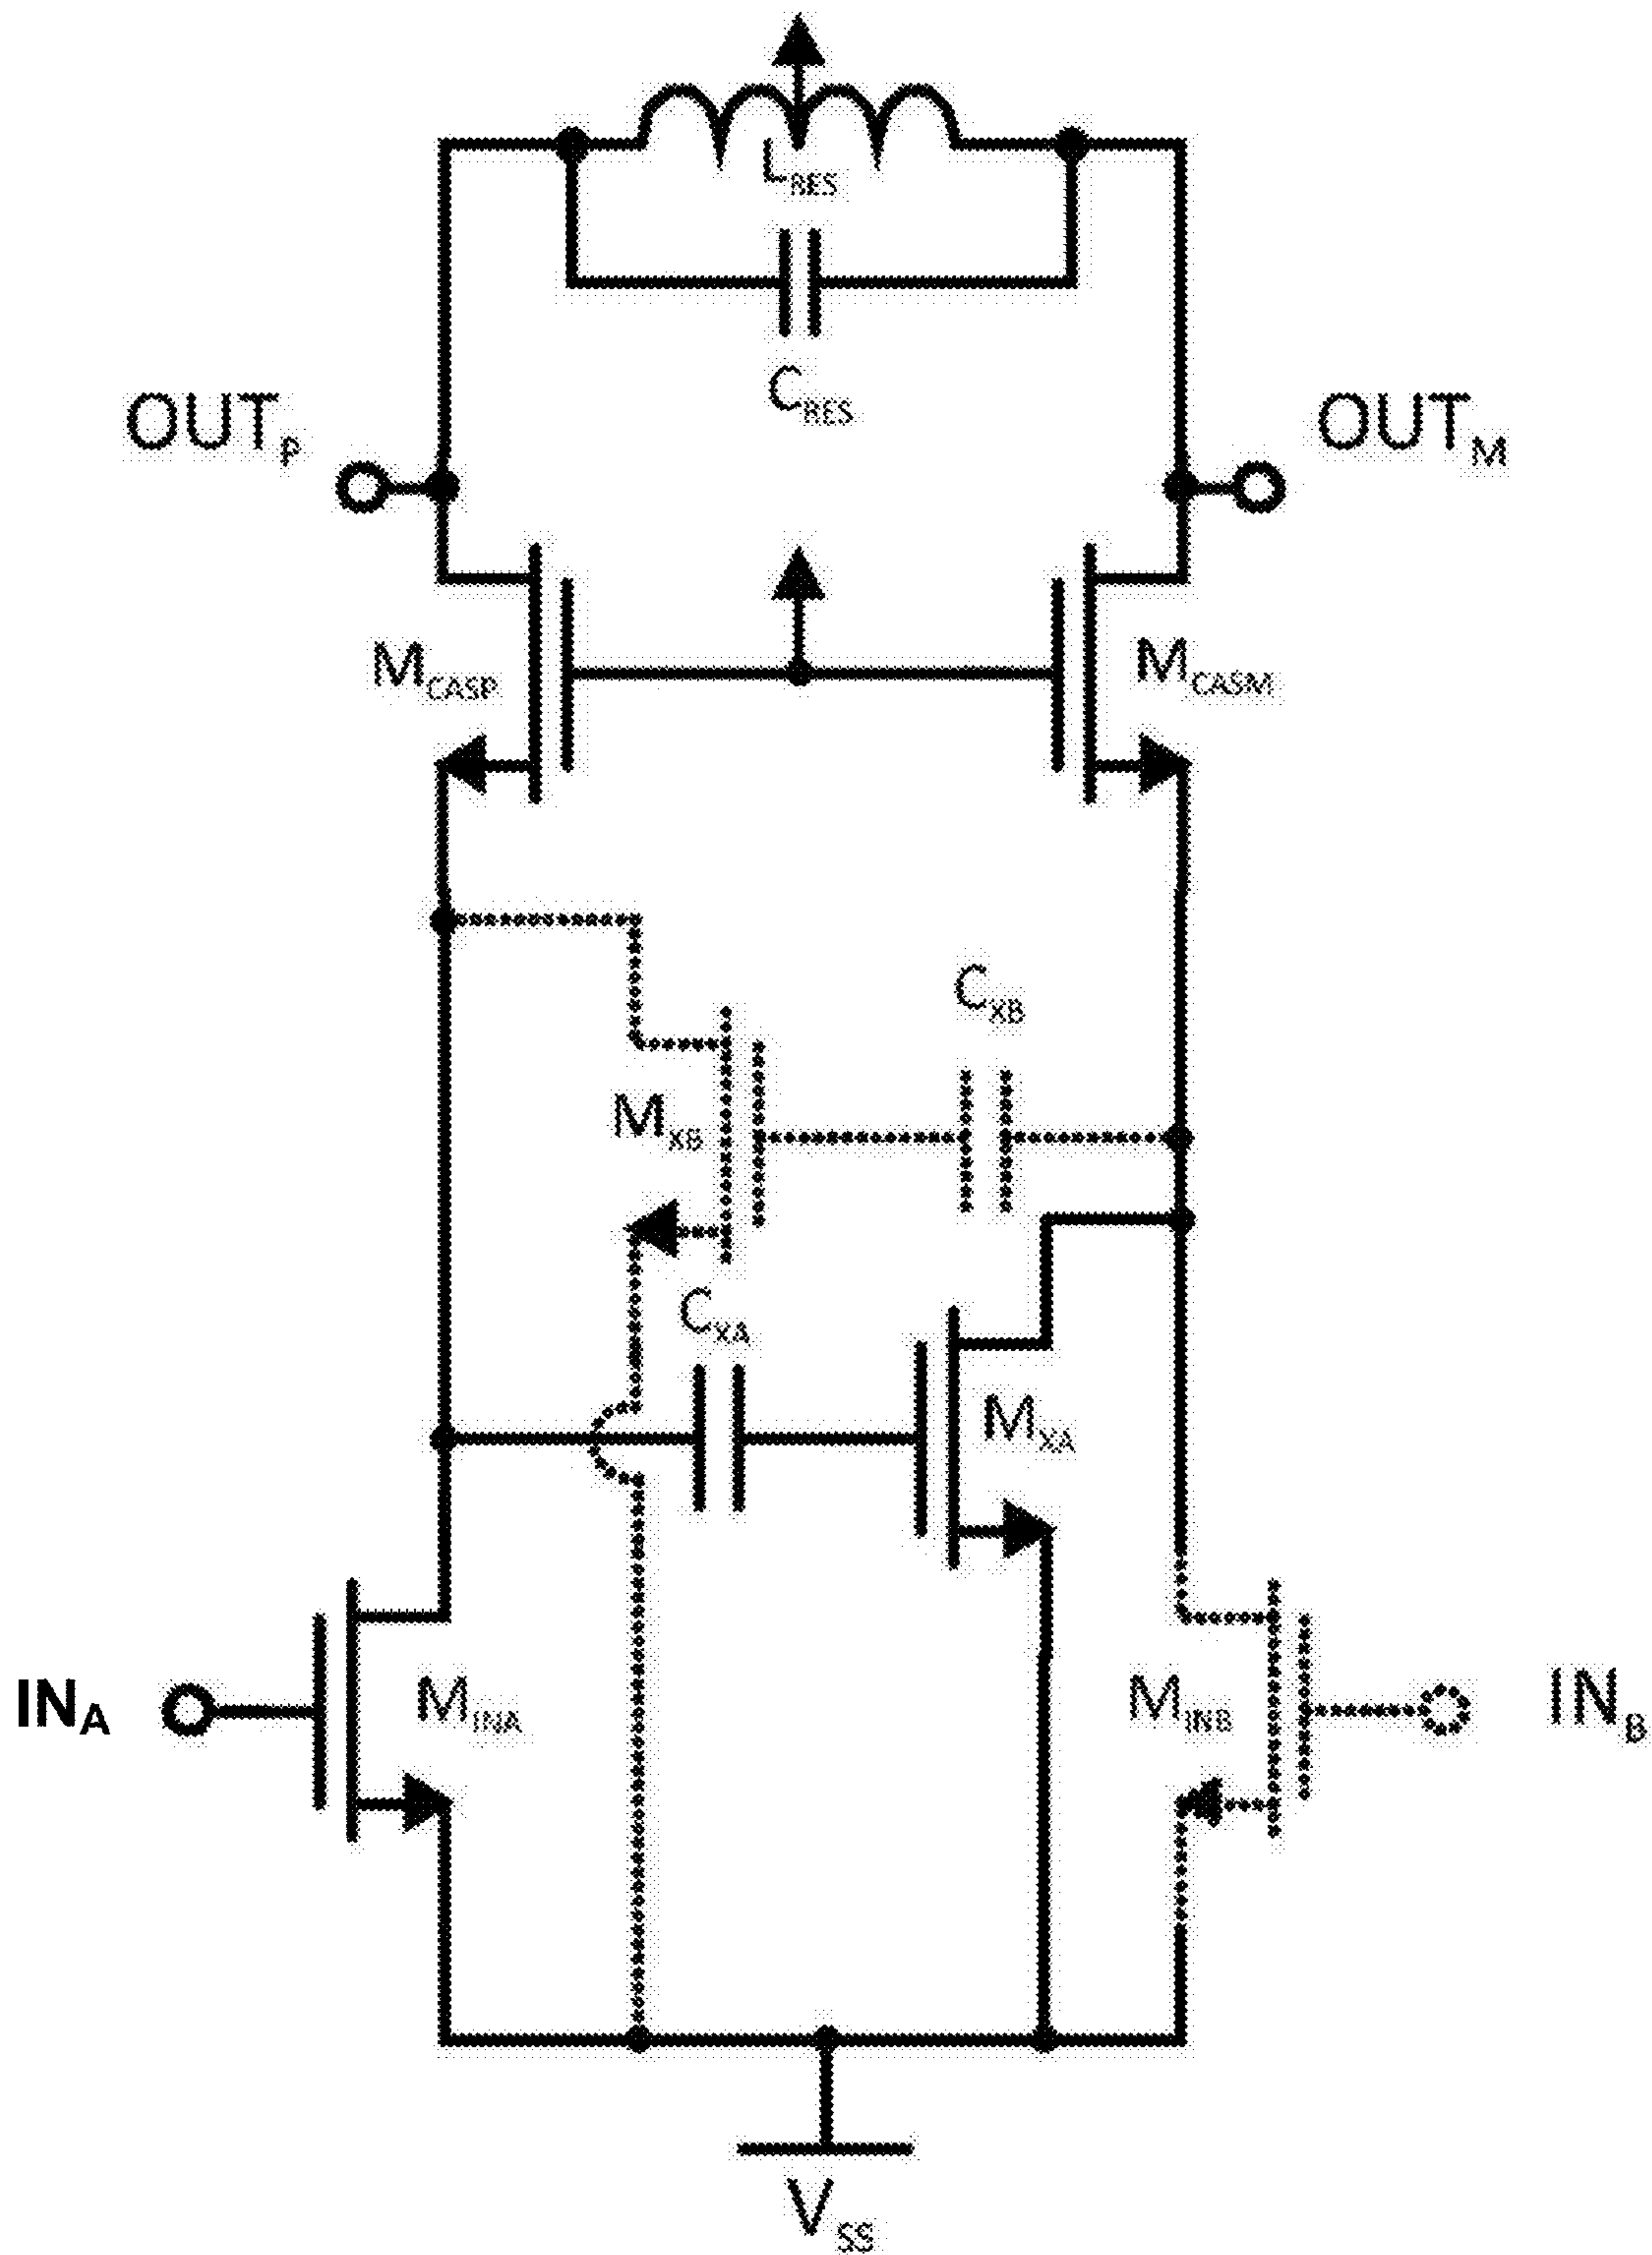 LRES
CRES
OUTP
OUTM
MCASP
MCASM
CXB
MXB
CXA
MXA
INA
MINA
MINB
INB
VSS